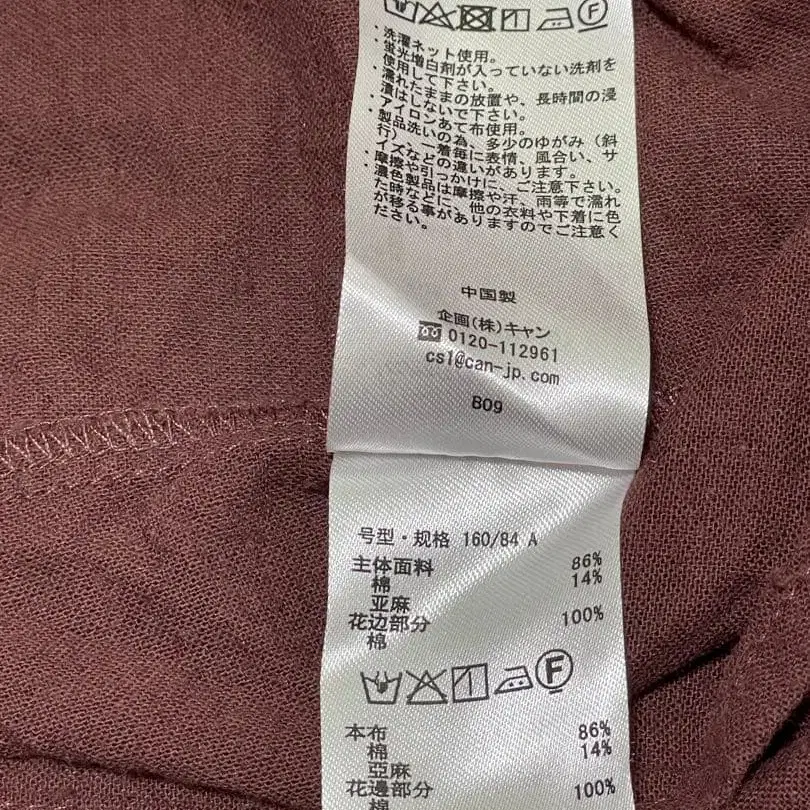 ・洗濯ネット使用。
・蛍光増白剤が入っていない洗剤を
使用して下さい。
・濡れたままの放置や、長時間の浸
漬はしないで下さい。
・アイロンあて布使用。
・製品洗いの為、多少のゆがみ（斜
行）、一着毎に表情、風合い、サ
イズなどの違いがあります。
・摩擦や引っかけに、ご注意下さい。
・濃色製品は摩擦や汗、雨等で濡れ
た時などに、他の衣料や下着に色
が移る事がありますのでご注意く
ださい。
中国製
企画(株)キャン
0120-112961
cs1@can-jp.com
B09
号型・规格 160/84 A
主体面料
棉 86%
亚麻 14%
花边部分
棉 100%
F
本布
棉 86%
亞麻 14%
花邊部分
棉 100%